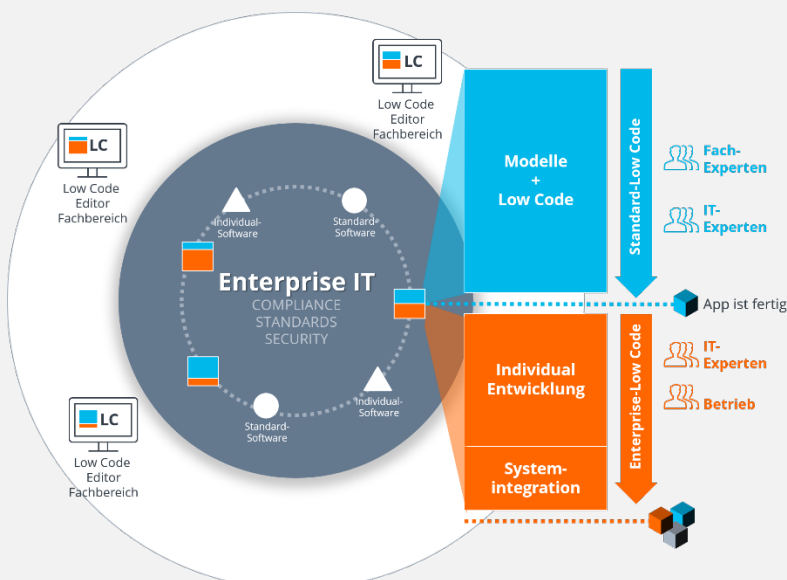 LC
Low Code
Editor
Fachbereich
LC
Low Code
Editor
Fachbereich
LC
Low Code
Editor
Fachbereich
Individual-
Software
Standard-
Software
Enterprise IT
COMPLIANCE
STANDARDS
SECURITY
Individual-
Software
Standard-
Software
Modelle
+
Low Code
Standard-Low Code
Fach-
Experten
IT-
Experten
App ist fertig
Individual
Entwicklung
System-
integration
Enterprise-Low Code
IT-
Experten
Betrieb